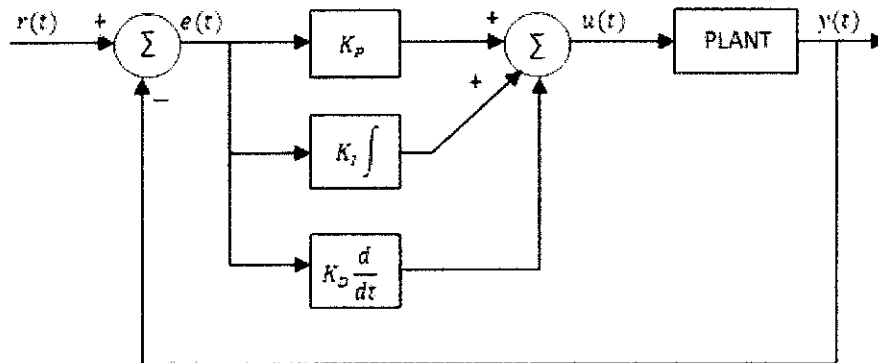 r(t) + Σ e(t) K_p + Σ u(t) PLANT y(t)
− +
K_I ∫
K_D d/dt